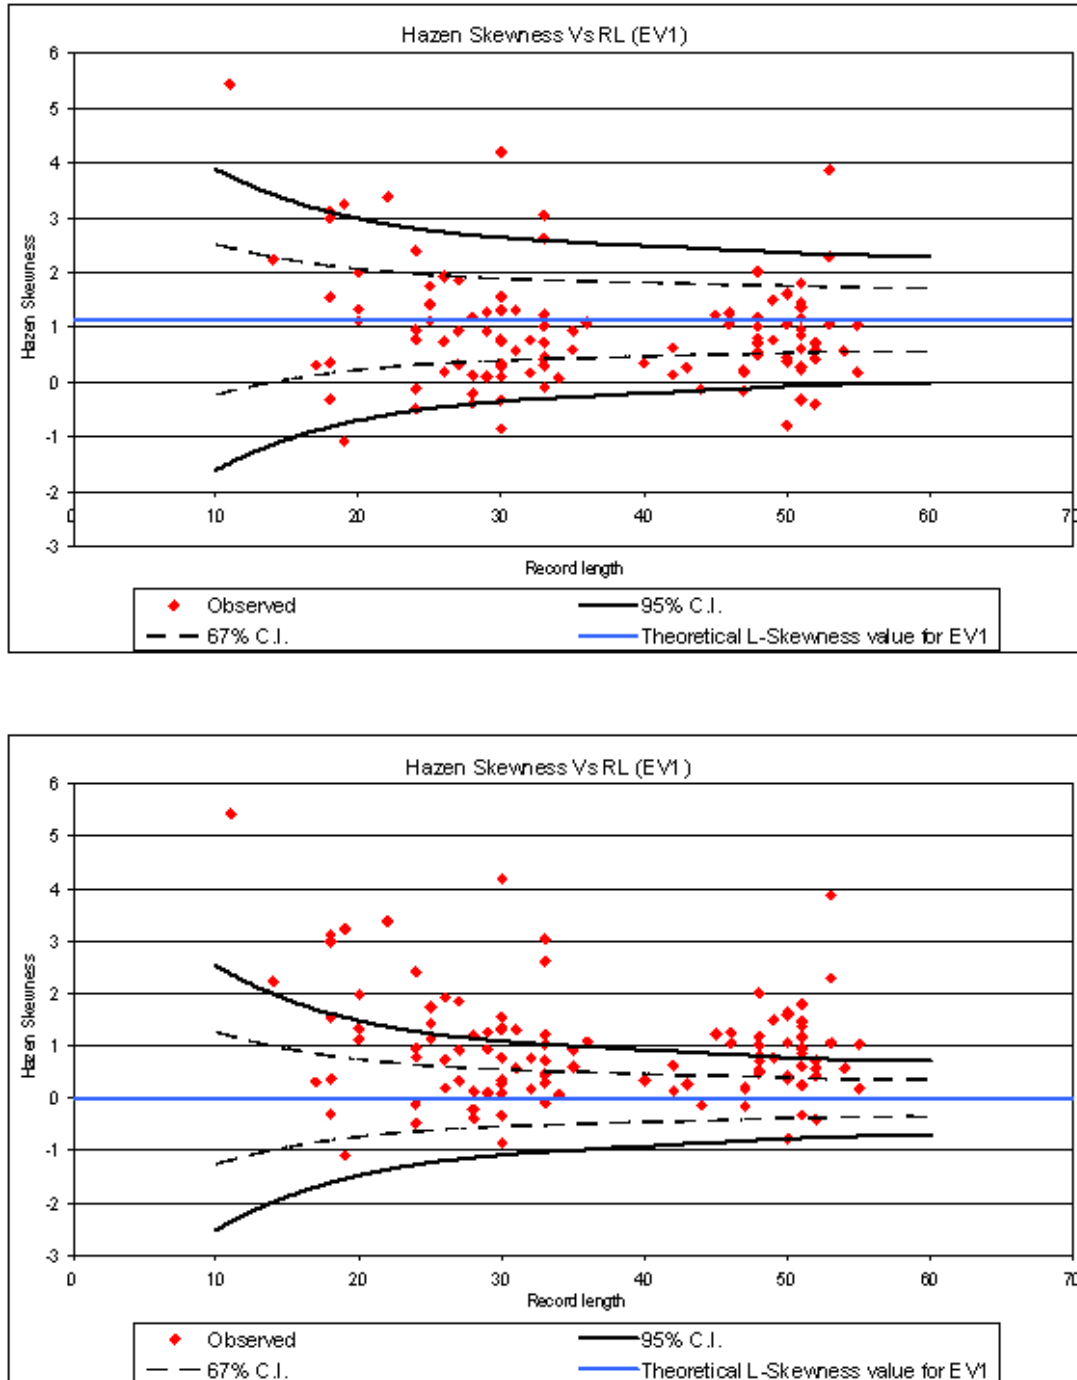 Hazen Skewness Vs RL (EV1)
6
5
4
3
2
1
0
-1
-2
-3
Hazen Skewness
0 10 20 30 40 50 60 70
Record length
Observed 95% C.I.
67% C.I. Theoretical L-Skewness value for EV1
Hazen Skewness Vs RL (EV1)
6
5
4
3
2
1
0
-1
-2
-3
Hazen Skewness
0 10 20 30 40 50 60 70
Record length
Observed 95% C.I.
67% C.I. Theoretical L-Skewness value for EV1